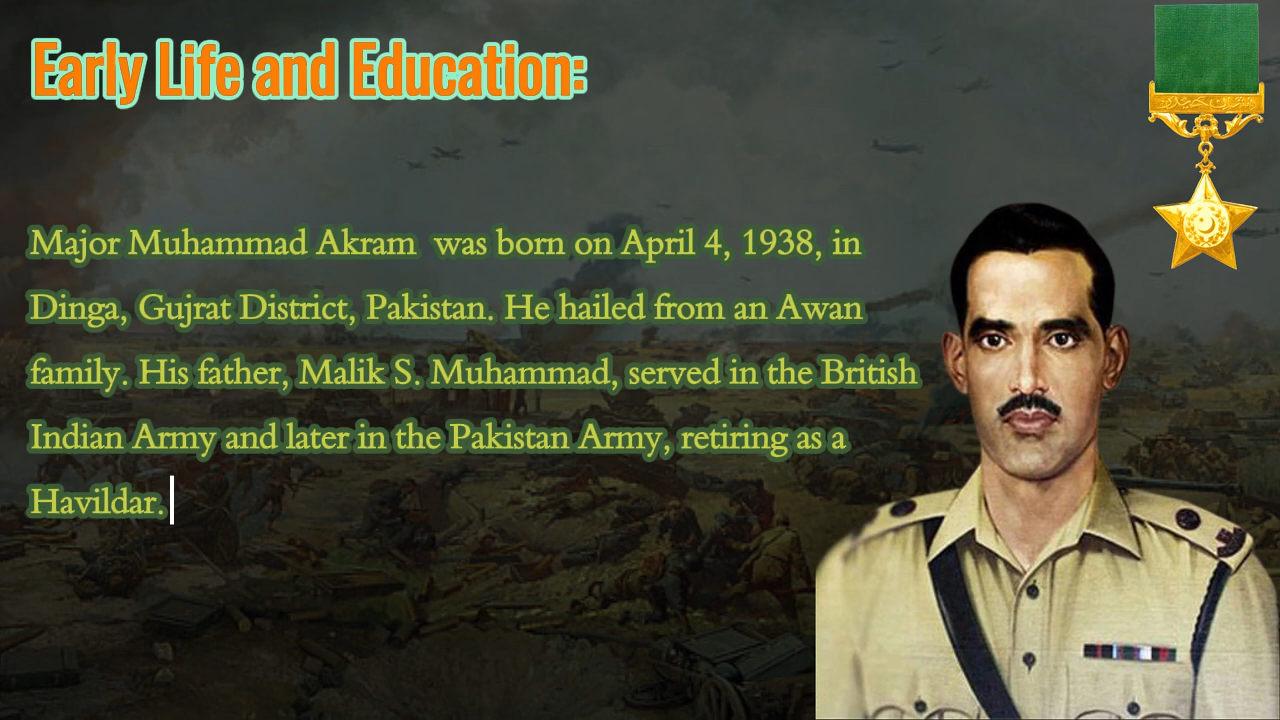 Early Life and Education:
Major Muhammad Akram  was born on April 4, 1938, in
Dinga, Gujrat District, Pakistan. He hailed from an Awan
family. His father, Malik S. Muhammad, served in the British
Indian Army and later in the Pakistan Army, retiring as a
Havildar.